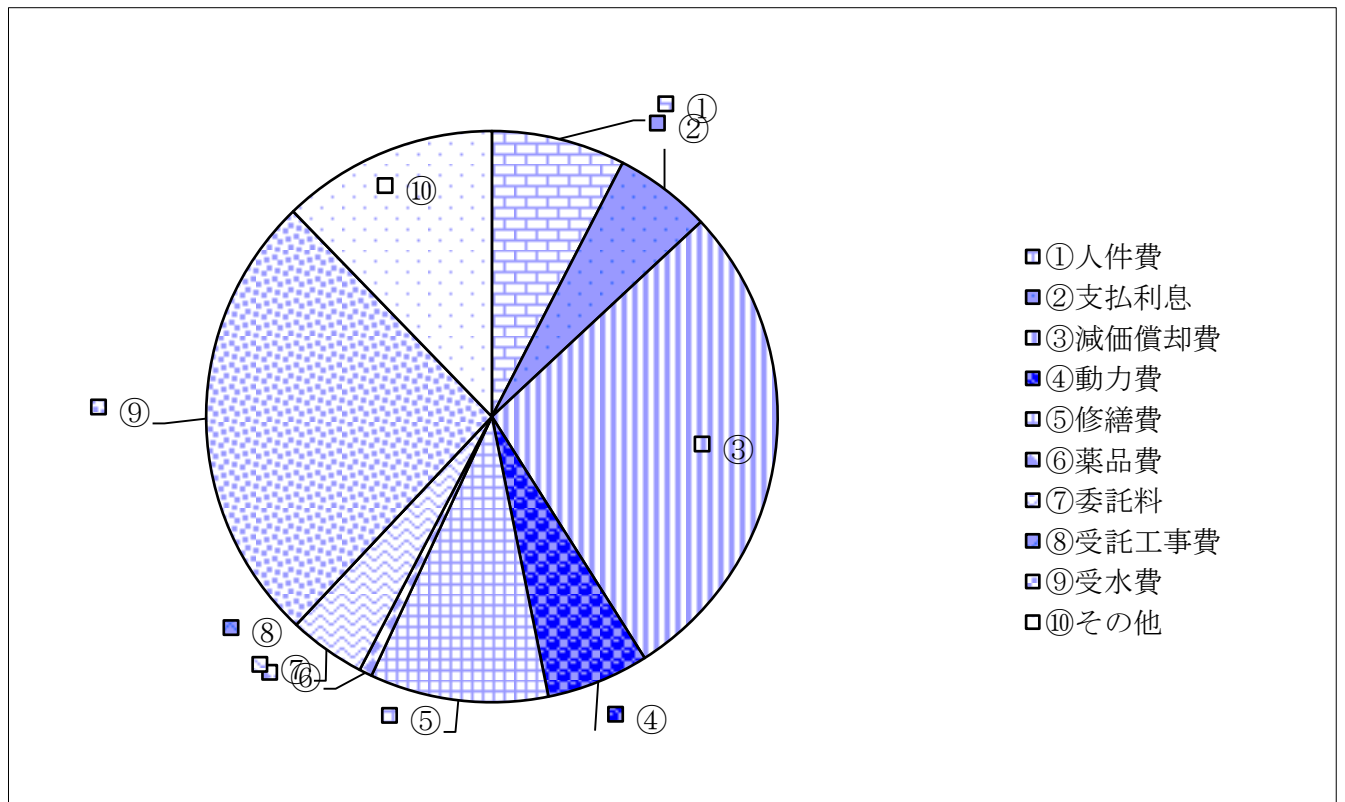 ①
②
⑩
③
⑨
⑧
⑦
⑥
⑤
④
①人件費
②支払利息
③減価償却費
④動力費
⑤修繕費
⑥薬品費
⑦委託料
⑧受託工事費
⑨受水費
⑩その他